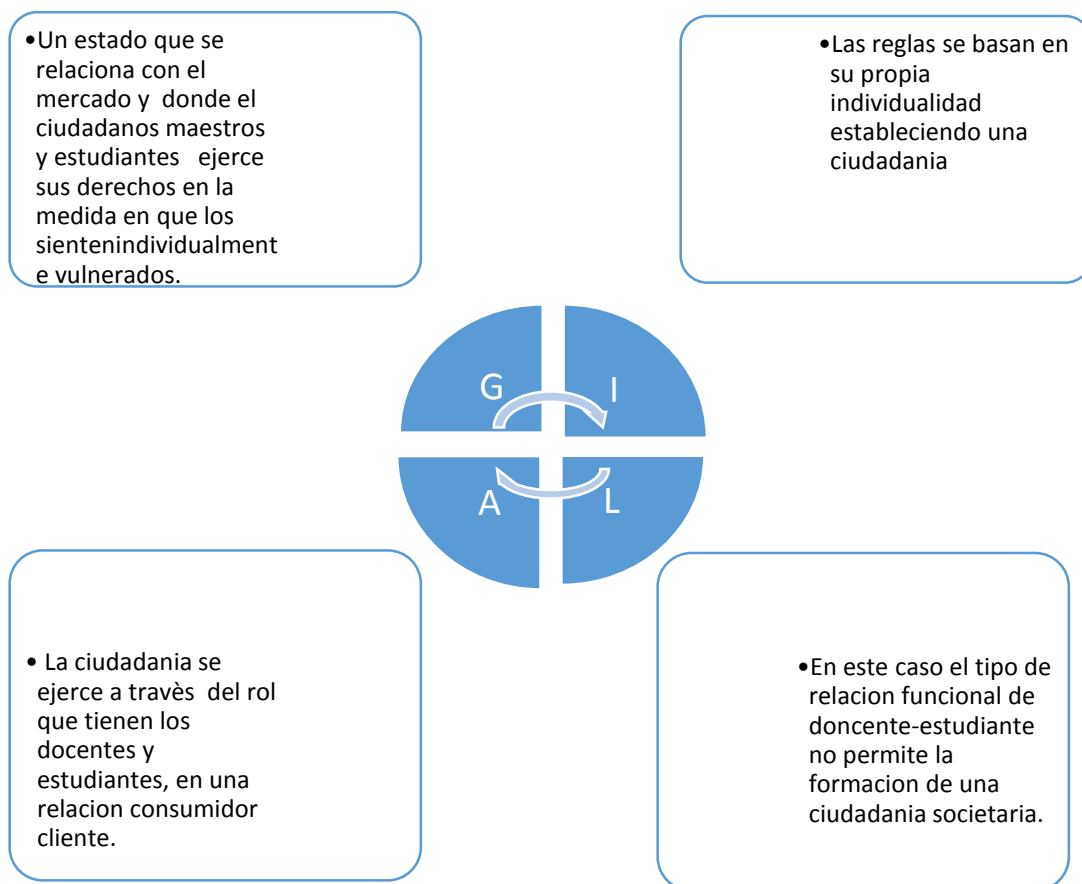 •Un estado que se
relaciona con el
mercado y donde el
ciudadanos maestros
y estudiantes ejerce
sus derechos en la
medida en que los
sientenindividualment
e vulnerados.
•Las reglas se basan en
su propia
individualidad
estableciendo una
ciudadania
G
I
A
L
• La ciudadania se
ejerce a travès del rol
que tienen los
docentes y
estudiantes, en una
relacion consumidor
cliente.
•En este caso el tipo de
relacion funcional de
doncente-estudiante
no permite la
formacion de una
ciudadania societaria.